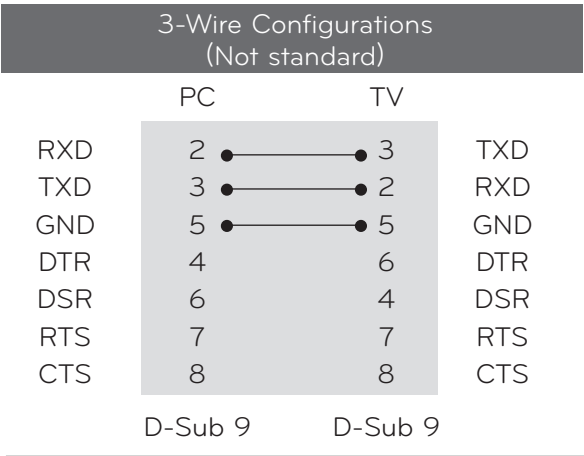 3-Wire Configurations
(Not standard)
PC TV
RXD 2 3 TXD
TXD 3 2 RXD
GND 5 5 GND
DTR 4 6 DTR
DSR 6 4 DSR
RTS 7 7 RTS
CTS 8 8 CTS
D-Sub 9 D-Sub 9